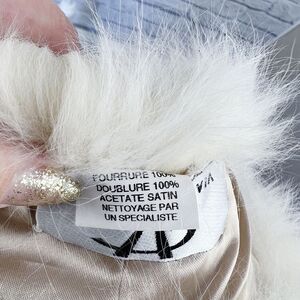 FOURRURE 100%
DOUBLURE 100%
ACETATE SATIN
NETTOYAGE PAR
UN SPECIALISTE